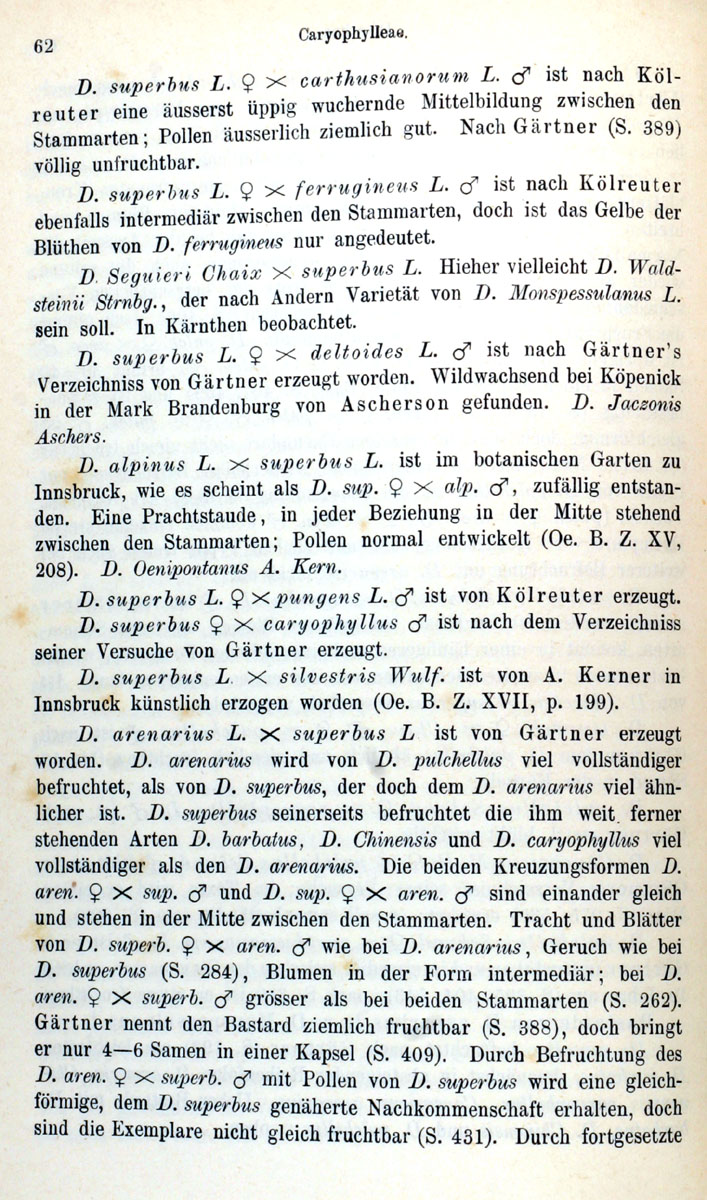 62
Caryophylleae.
D. superbus L. ♀ × carthusianorum L. ♂ ist nach Köl-
reuter eine äusserst üppig wuchernde Mittelbildung zwischen den
Stammarten; Pollen äusserlich ziemlich gut. Nach Gärtner (S. 389)
völlig unfruchtbar.
D. superbus L. ♀ × ferrugineus L. ♂ ist nach Kölreuter
ebenfalls intermediär zwischen den Stammarten, doch ist das Gelbe der
Blüthen von D. ferrugineus nur angedeutet.
D. Seguieri Chaix × superbus L. Hieher vielleicht D. Wald-
steinii Strnbg., der nach Andern Varietät von D. Monspessulanus L.
sein soll. In Kärnthen beobachtet.
D. superbus L. ♀ × deltoides L. ♂ ist nach Gärtner's
Verzeichniss von Gärtner erzeugt worden. Wildwachsend bei Köpenick
in der Mark Brandenburg von Ascherson gefunden. D. Jaczonis
Aschers.
D. alpinus L. × superbus L. ist im botanischen Garten zu
Innsbruck, wie es scheint als D. sup. ♀ × alp. ♂, zufällig entstan-
den. Eine Prachtstaude, in jeder Beziehung in der Mitte stehend
zwischen den Stammarten; Pollen normal entwickelt (Oe. B. Z. XV,
208). D. Oenipontanus A. Kern.
D. superbus L. ♀ × pungens L. ♂ ist von Kölreuter erzeugt.
D. superbus ♀ × caryophyllus ♂ ist nach dem Verzeichniss
seiner Versuche von Gärtner erzeugt.
D. superbus L. × silvestris Wulf. ist von A. Kerner in
Innsbruck künstlich erzogen worden (Oe. B. Z. XVII, p. 199).
D. arenarius L. × superbus L ist von Gärtner erzeugt
worden. D. arenarius wird von D. pulchellus viel vollständiger
befruchtet, als von D. superbus, der doch dem D. arenarius viel ähn-
licher ist. D. superbus seinerseits befruchtet die ihm weit ferner
stehenden Arten D. barbatus, D. Chinensis und D. caryophyllus viel
vollständiger als den D. arenarius. Die beiden Kreuzungsformen D.
aren. ♀ × sup. ♂ und D. sup. ♀ × aren. ♂ sind einander gleich
und stehen in der Mitte zwischen den Stammarten. Tracht und Blätter
von D. superb. ♀ × aren. ♂ wie bei D. arenarius, Geruch wie bei
D. superbus (S. 284), Blumen in der Form intermediär; bei D.
aren. ♀ × superb. ♂ grösser als bei beiden Stammarten (S. 262).
Gärtner nennt den Bastard ziemlich fruchtbar (S. 388), doch bringt
er nur 4—6 Samen in einer Kapsel (S. 409). Durch Befruchtung des
D. aren. ♀ × superb. ♂ mit Pollen von D. superbus wird eine gleich-
förmige, dem D. superbus genäherte Nachkommenschaft erhalten, doch
sind die Exemplare nicht gleich fruchtbar (S. 431). Durch fortgesetzte